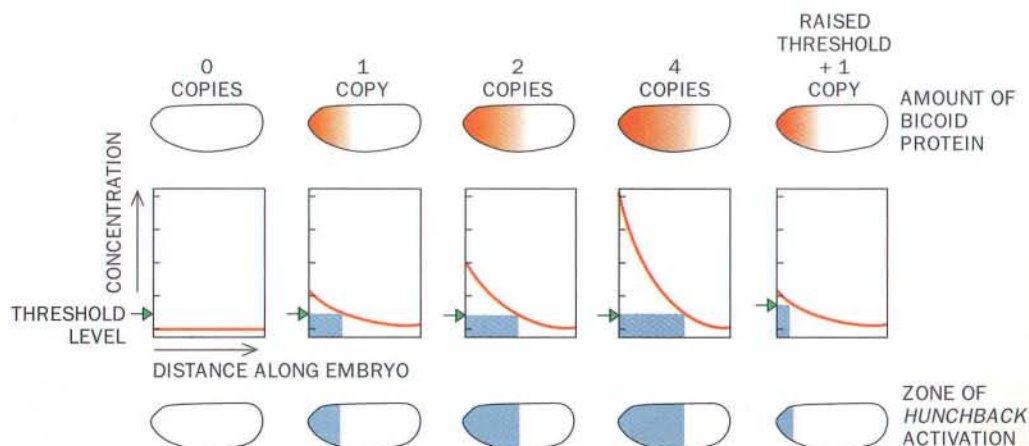 0
COPIES
1
COPY
2
COPIES
4
COPIES
RAISED
THRESHOLD
+ 1
COPY
AMOUNT OF
BICOID
PROTEIN
CONCENTRATION
THRESHOLD
LEVEL
DISTANCE ALONG EMBRYO
ZONE OF
HUNCHBACK
ACTIVATION